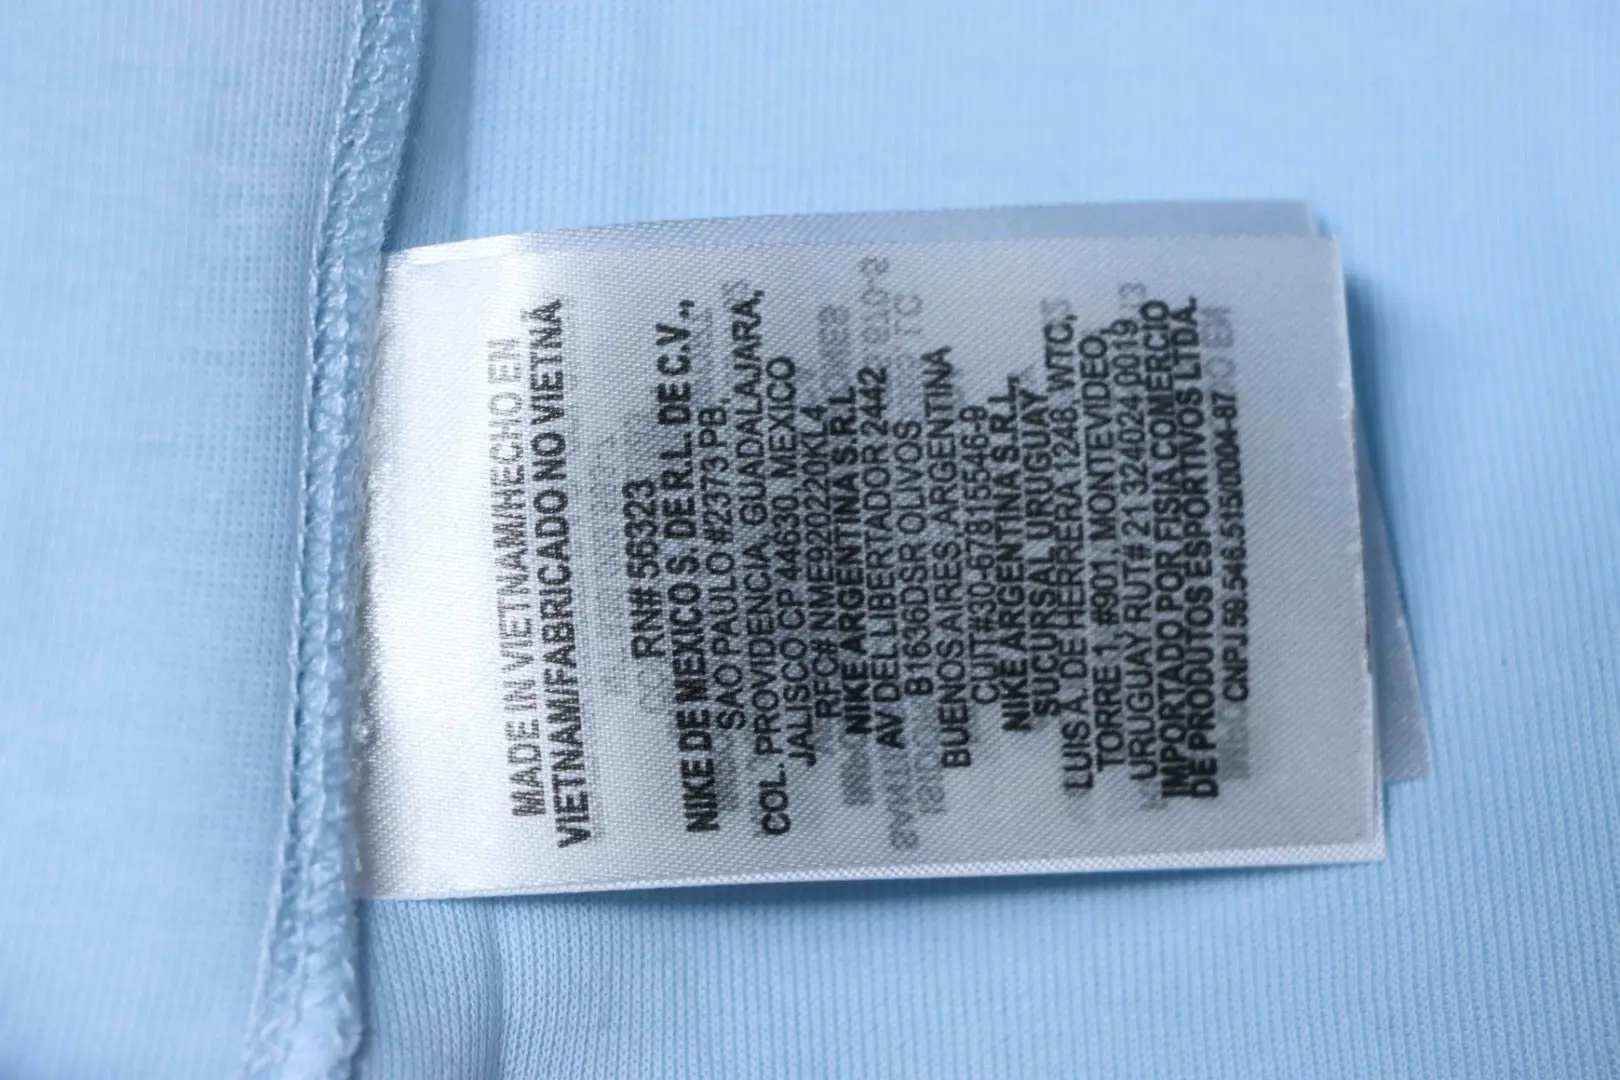 MADE IN VIETNAM/HECHO EN
VIETNAM/FABRICADO NO VIETNÃ
RN# 56323
NIKE DE MEXICO S. DE R.L. DE C.V.,
SAO PAULO #2373 PB.
COL. PROVIDENCIA, GUADALAJARA,
JALISCO CP 44630, MEXICO
RFC# NME920220KL4
NIKE ARGENTINA S.R.L
AV DEL LIBERTADOR 2442
B1636DSR OLIVOS
BUENOS AIRES ARGENTINA
CUIT#30-67815546-9
NIKE ARGENTINA S.R.L,
SUCURSAL URUGUAY
LUIS A. DE HERRERA 1248 WTC,
TORRE 1, #901, MONTEVIDEO,
URUGUAY RUT# 21 324024 0019
IMPORTADO POR FISIA COMERCIO
DE PRODUTOS ESPORTIVOS LTDA.
CNPJ 59.546.515/0004-87